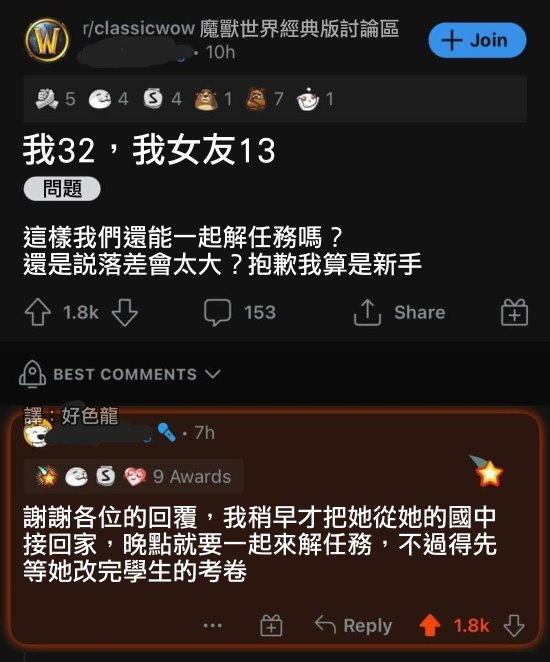 r/classicwow 魔獸世界經典版討論區
· 10h
Join
5 4 4 1 7 1
我32，我女友13
問題
這樣我們還能一起解任務嗎？
還是説落差會太大？抱歉我算是新手
1.8k 153 Share
BEST COMMENTS
譯：好色龍
· 7h
9 Awards
謝謝各位的回覆，我稍早才把她從她的國中
接回家，晚點就要一起來解任務，不過得先
等她改完學生的考卷
... Reply 1.8k